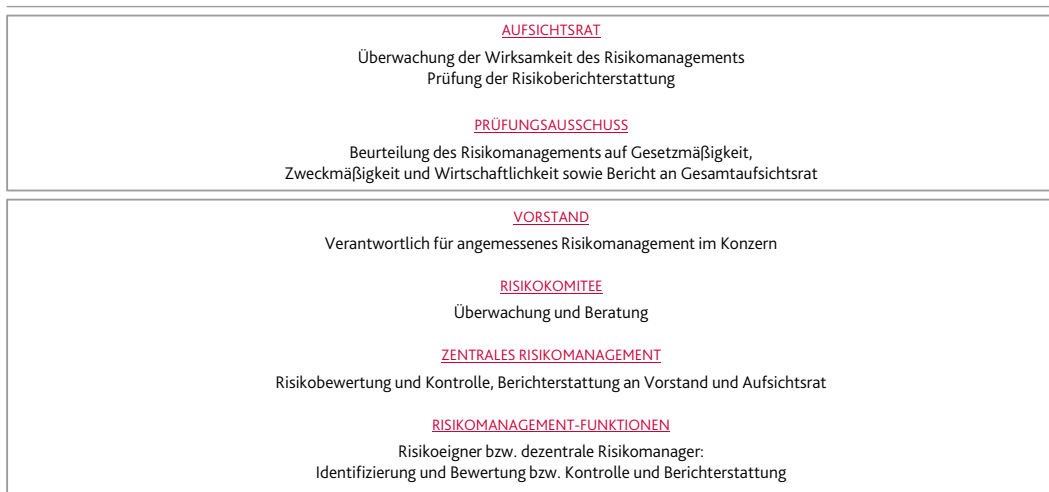 AUFSICHTSRAT
Überwachung der Wirksamkeit des Risikomanagements
Prüfung der Risikoberichterstattung
PRÜFUNGSAUSSCHUSS
Beurteilung des Risikomanagements auf Gesetzmäßigkeit,
Zweckmäßigkeit und Wirtschaftlichkeit sowie Bericht an Gesamtaufsichtsrat
VORSTAND
Verantwortlich für angemessenes Risikomanagement im Konzern
RISIKOKOMITEE
Überwachung und Beratung
ZENTRALES RISIKOMANAGEMENT
Risikobewertung und Kontrolle, Berichterstattung an Vorstand und Aufsichtsrat
RISIKOMANAGEMENT-FUNKTIONEN
Risikoeigner bzw. dezentrale Risikomanager:
Identifizierung und Bewertung bzw. Kontrolle und Berichterstattung